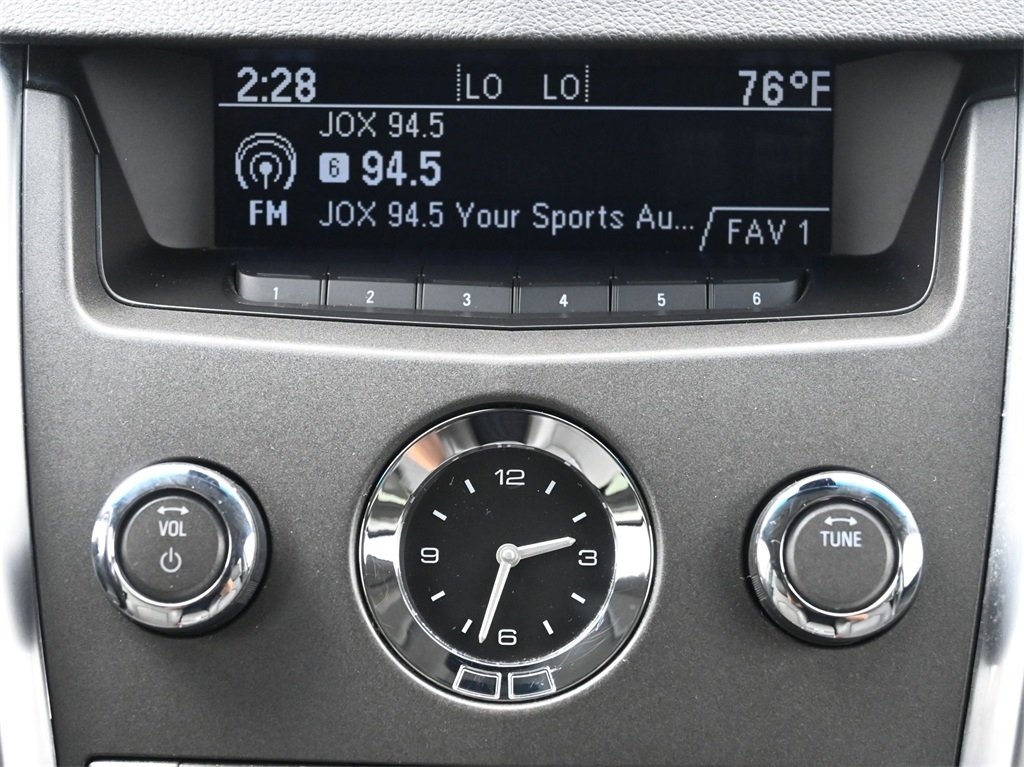 2:28 LO LO 76°F
JOX 94.5
6 94.5
FM JOX 94.5 Your Sports Au...
FAV 1
1 2 3 4 5 6
12
VOL
TUNE
9 3
6